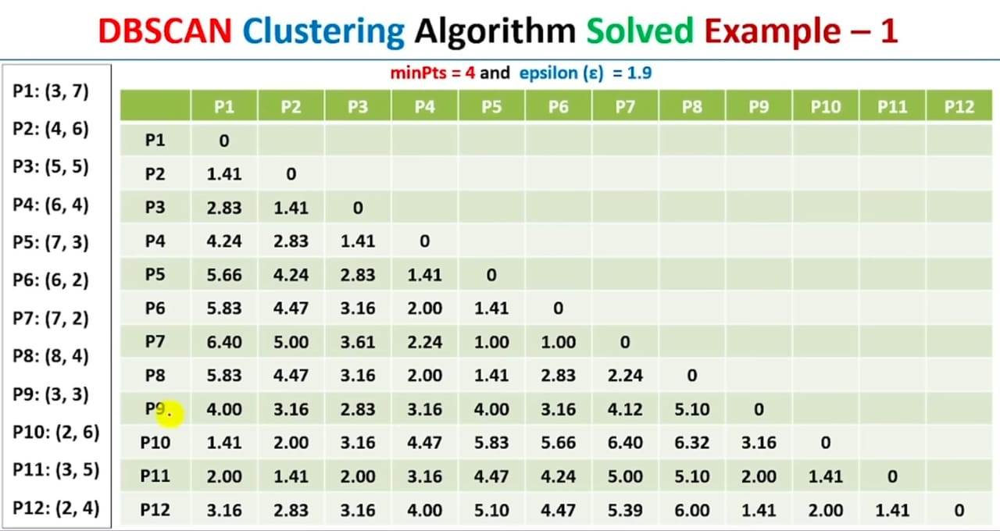 DBSCAN Clustering Algorithm Solved Example – 1
minPts = 4 and epsilon (ε) = 1.9
P1: (3, 7)
P2: (4, 6)
P3: (5, 5)
P4: (6, 4)
P5: (7, 3)
P6: (6, 2)
P7: (7, 2)
P8: (8, 4)
P9: (3, 3)
P10: (2, 6)
P11: (3, 5)
P12: (2, 4)
P1 P2 P3 P4 P5 P6 P7 P8 P9 P10 P11 P12
P1 0
P2 1.41 0
P3 2.83 1.41 0
P4 4.24 2.83 1.41 0
P5 5.66 4.24 2.83 1.41 0
P6 5.83 4.47 3.16 2.00 1.41 0
P7 6.40 5.00 3.61 2.24 1.00 1.00 0
P8 5.83 4.47 3.16 2.00 1.41 2.83 2.24 0
P9 4.00 3.16 2.83 3.16 4.00 3.16 4.12 5.10 0
P10 1.41 2.00 3.16 4.47 5.83 5.66 6.40 6.32 3.16 0
P11 2.00 1.41 2.00 3.16 4.47 4.24 5.00 5.10 2.00 1.41 0
P12 3.16 2.83 3.16 4.00 5.10 4.47 5.39 6.00 1.41 2.00 1.41 0